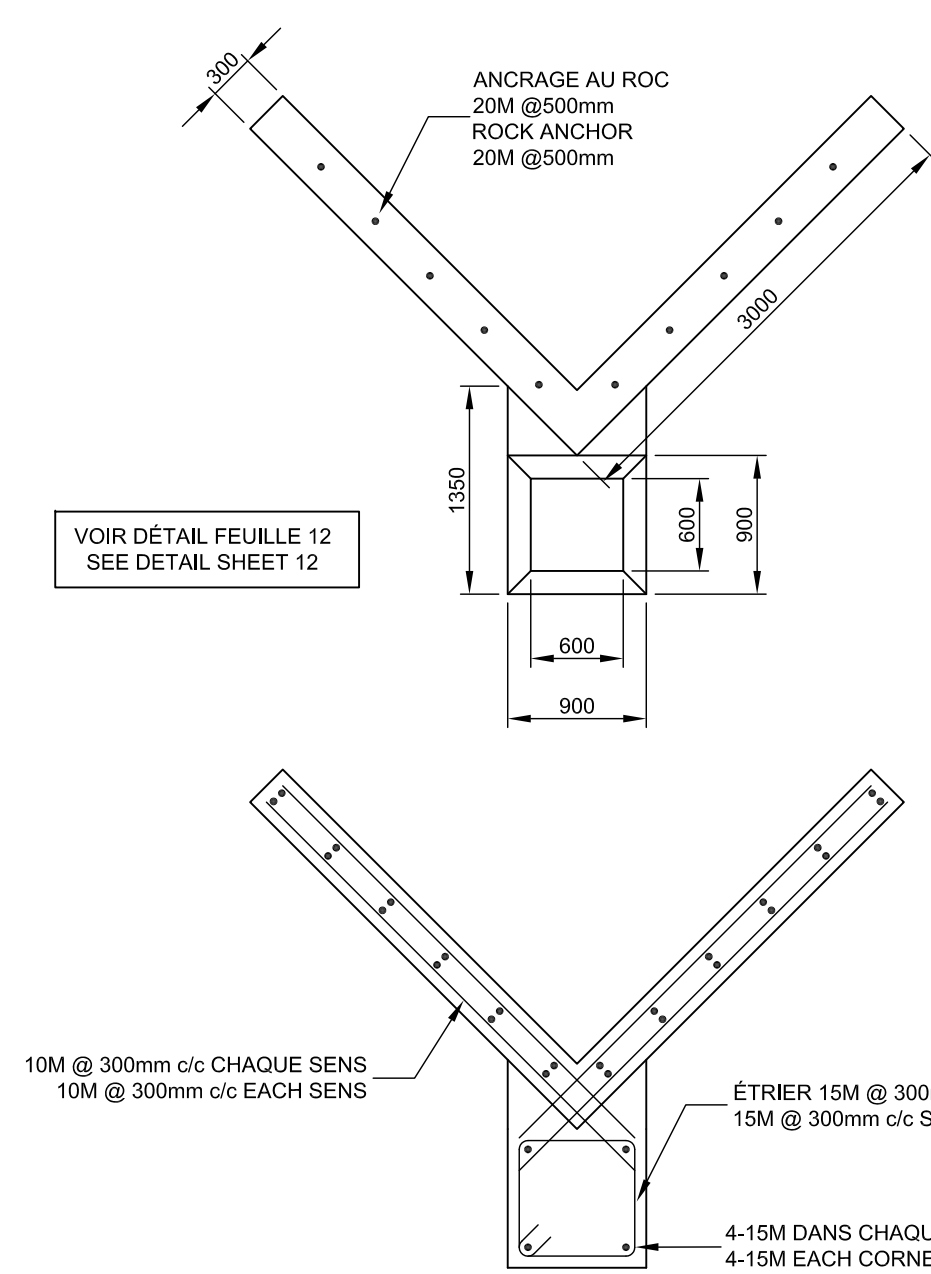 300
ANCRAGE AU ROC
20M @500mm
ROCK ANCHOR
20M @500mm
3000
1350
600
900
VOIR DÉTAIL FEUILLE 12
SEE DETAIL SHEET 12
600
900
10M @ 300mm c/c CHAQUE SENS
10M @ 300mm c/c EACH SENS
ÉTRIER 15M @ 300
15M @ 300mm c/c
4-15M DANS
4-15M EACH